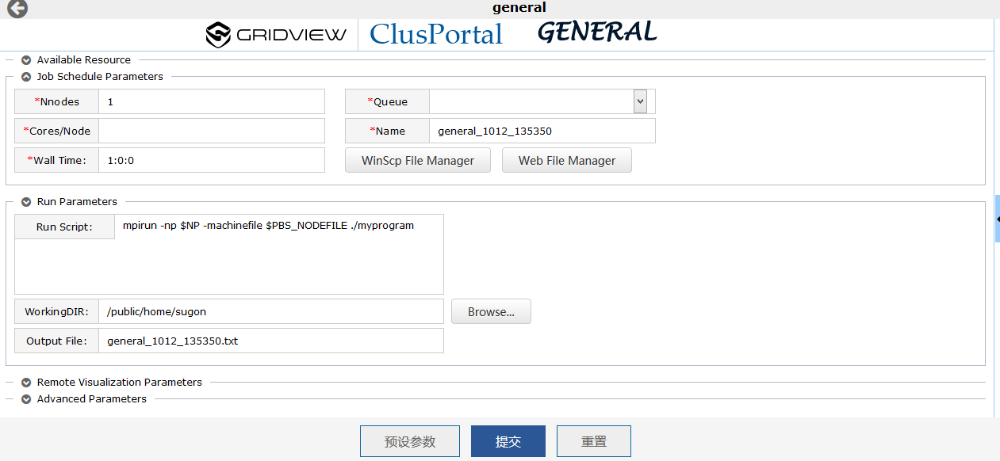 general
GRIDVIEW ClusPortal GENERAL
Available Resource
Job Schedule Parameters
*Nnodes 1 *Queue
*Cores/Node *Name general_1012_135350
*Wall Time: 1:0:0 WinScp File Manager Web File Manager
Run Parameters
Run Script: mpirun -np $NP -machinefile $PBS_NODEFILE ./myprogram
WorkingDIR: /public/home/sugon Browse...
Output File: general_1012_135350.txt
Remote Visualization Parameters
Advanced Parameters
预设参数 提交 重置